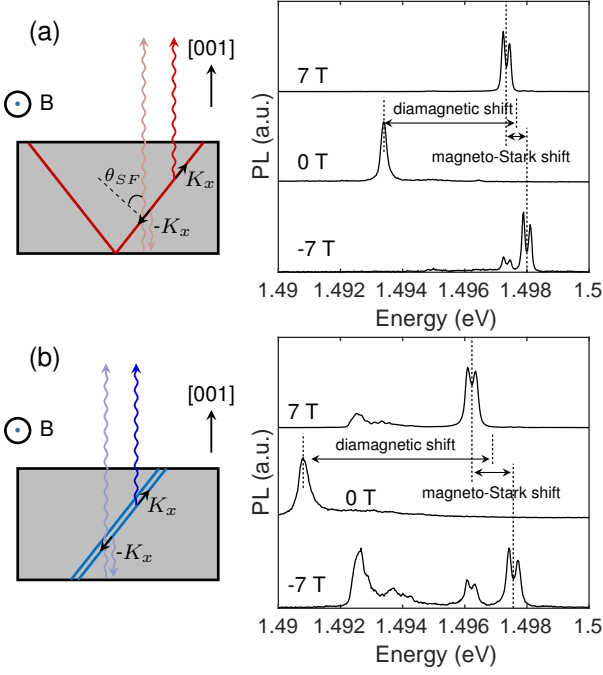 (a)
[001]
B
θSF
Kx
-Kx
PL (a.u.)
7 T
diamagnetic shift
0 T
magneto-Stark shift
-7 T
1.49 1.492 1.494 1.496 1.498 1.5
Energy (eV)
(b)
[001]
B
Kx
-Kx
PL (a.u.)
7 T
diamagnetic shift
0 T
magneto-Stark shift
-7 T
1.49 1.492 1.494 1.496 1.498 1.5
Energy (eV)